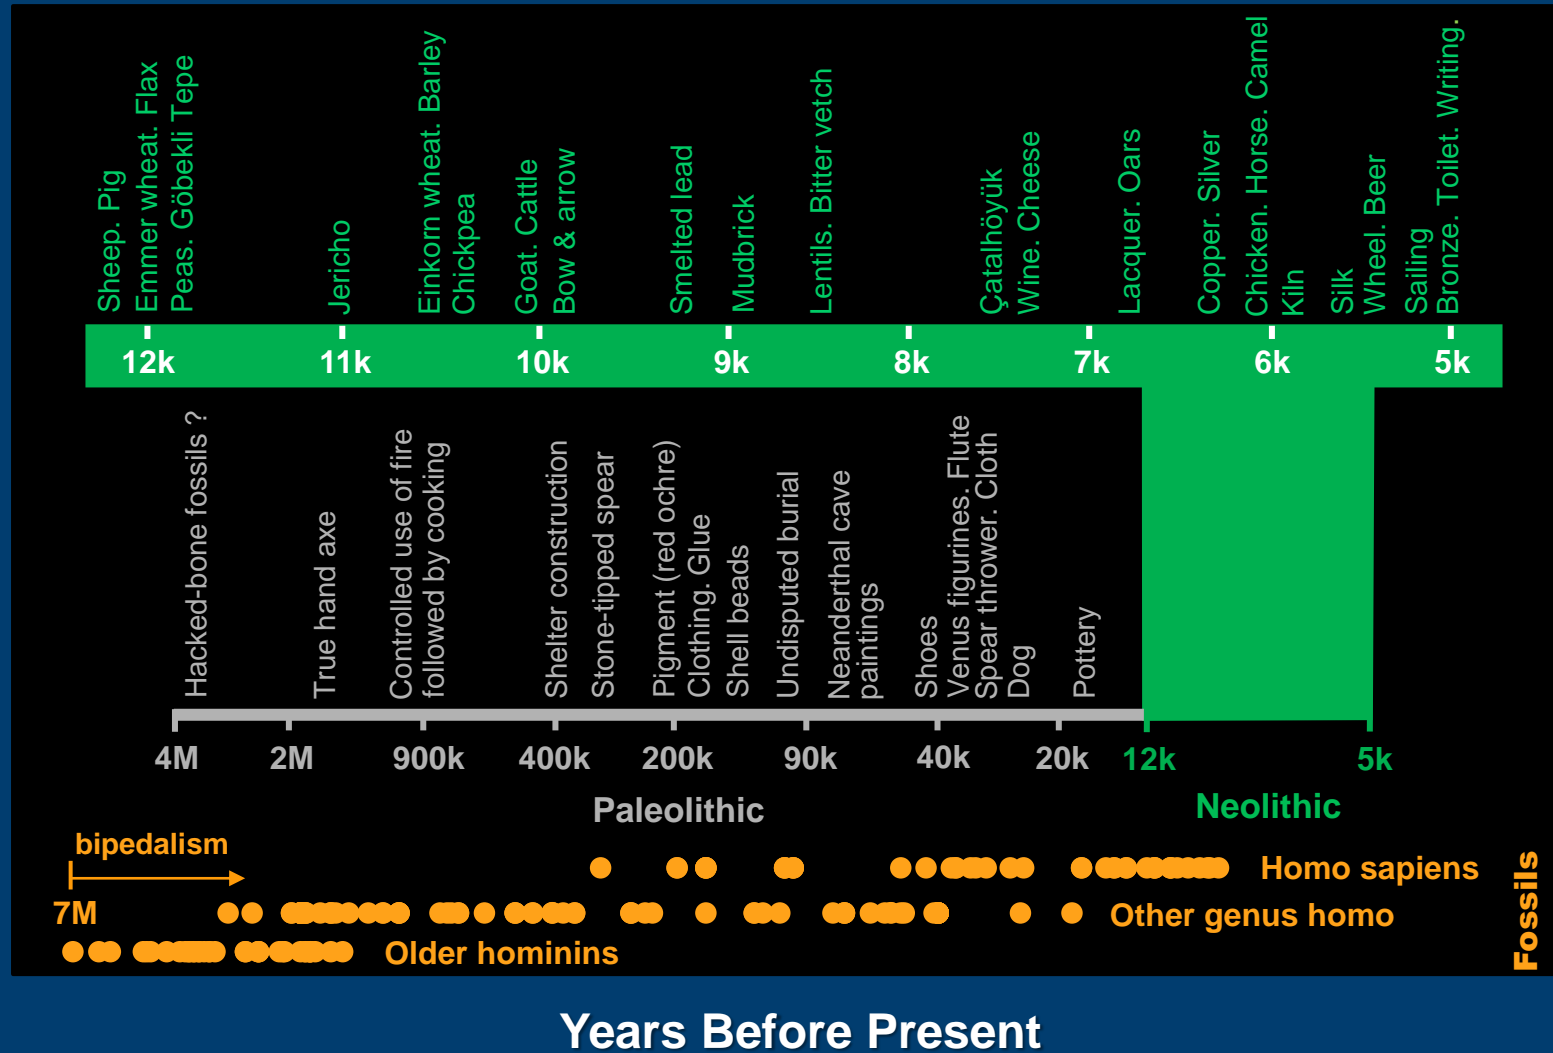 Sheep. Pig
Emmer wheat. Flax
Peas. Göbekli Tepe
Jericho
Einkorn wheat. Barley
Chickpea
Goat. Cattle
Bow & arrow
Smelted lead
Mudbrick
Lentils. Bitter vetch
Çatalhöyük
Wine. Cheese
Lacquer. Oars
Copper. Silver
Chicken. Horse. Camel
Kiln
Silk
Wheel. Beer
Sailing
Bronze. Toilet. Writing.
12k 11k 10k 9k 8k 7k 6k 5k
Hacked-bone fossils ?
True hand axe
Controlled use of fire
followed by cooking
Shelter construction
Stone-tipped spear
Pigment (red ochre)
Clothing. Glue
Shell beads
Undisputed burial
Neanderthal cave
paintings
Shoes
Venus figurines. Flute
Spear thrower. Cloth
Dog
Pottery
4M 2M 900k 400k 200k 90k 40k 20k 12k 5k
Paleolithic
Neolithic
bipedalism
7M
Homo sapiens
Other genus homo
Older hominins
Fossils
Years Before Present